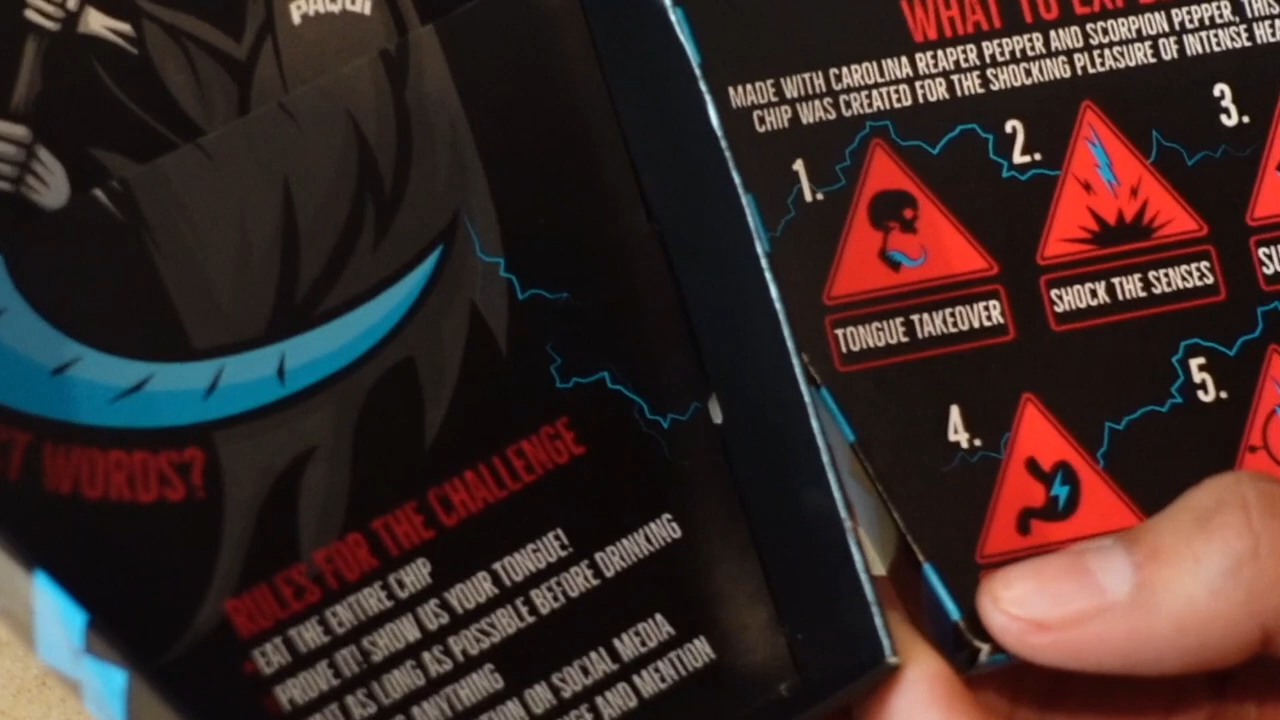 PAQUI
WORDS?
RULES FOR THE CHALLENGE
EAT THE ENTIRE CHIP
PROVE IT! SHOW US YOUR TONGUE!
AS LONG AS POSSIBLE BEFORE DRINKING
ANYTHING
ON SOCIAL MEDIA
AND MENTION
WHAT TO
MADE WITH CAROLINA REAPER PEPPER AND SCORPION PEPPER, THIS
CHIP WAS CREATED FOR THE SHOCKING PLEASURE OF INTENSE
1.
TONGUE TAKEOVER
2.
SHOCK THE SENSES
3.
4.
5.